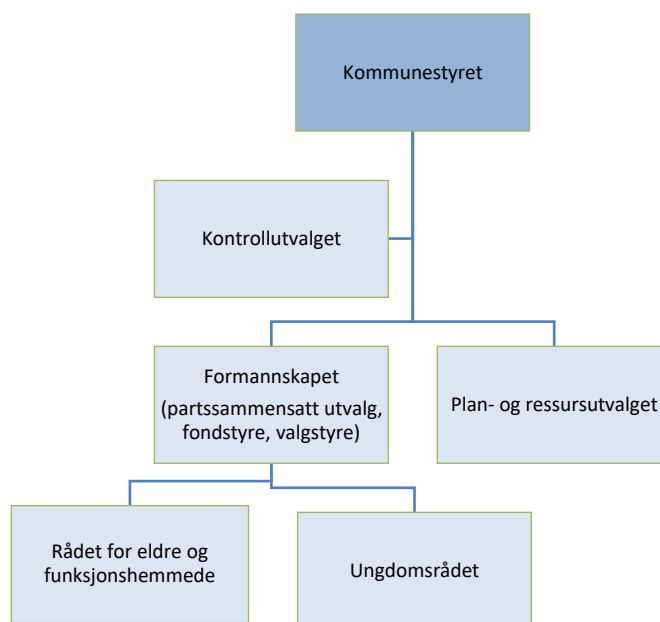 Kommunestyret
Kontrollutvalget
Formannskapet
(partssammensatt utvalg,
fondstyre, valgstyre)
Plan- og ressursutvalget
Rådet for eldre og
funksjonshemmede
Ungdomsrådet